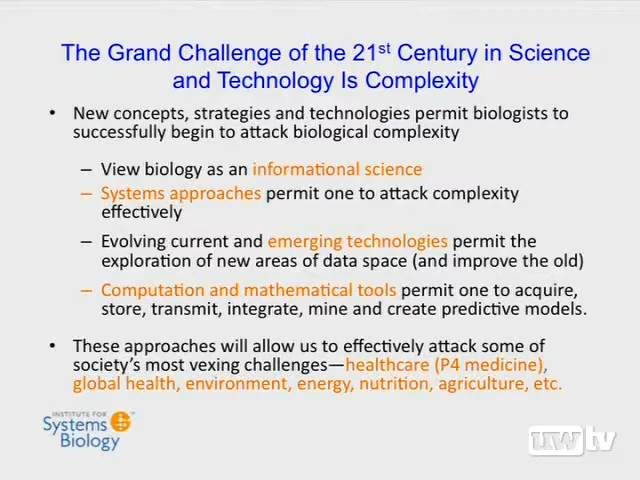 The Grand Challenge of the 21st Century in Science
and Technology Is Complexity
• New concepts, strategies and technologies permit biologists to
successfully begin to attack biological complexity
– View biology as an informational science
– Systems approaches permit one to attack complexity
effectively
– Evolving current and emerging technologies permit the
exploration of new areas of data space (and improve the old)
– Computation and mathematical tools permit one to acquire,
store, transmit, integrate, mine and create predictive models.
• These approaches will allow us to effectively attack some of
society's most vexing challenges—healthcare (P4 medicine),
global health, environment, energy, nutrition, agriculture, etc.
INSTITUTE FOR
Systems
Biology
uwtv